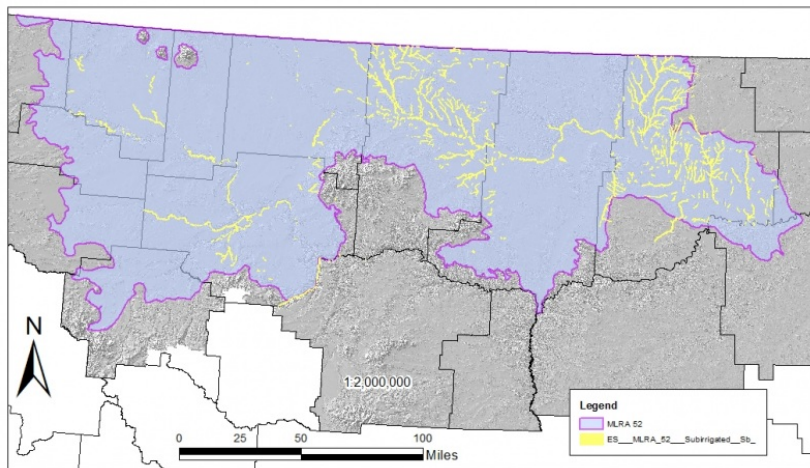 N
1:2,000,000
0 25 50 100
Miles
Legend
MLRA 52
ES___MLRA_52___Subirrigated__Sb_